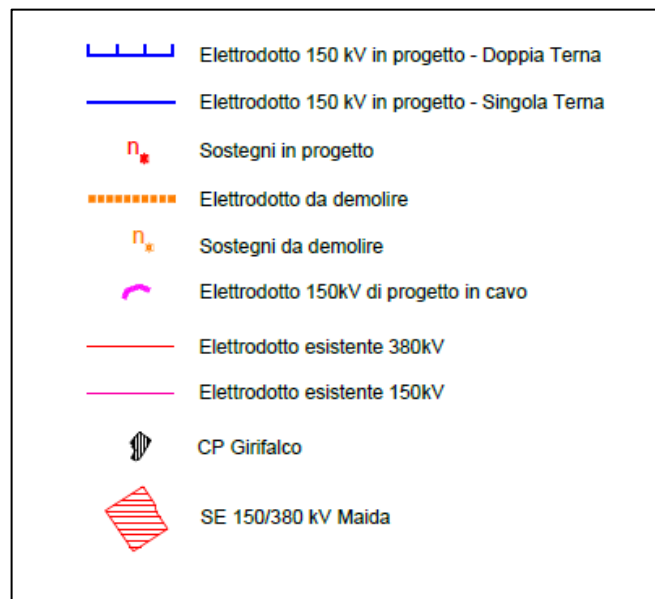 Elettrodotto 150 kV in progetto - Doppia Terna
Elettrodotto 150 kV in progetto - Singola Terna
n* Sostegni in progetto
Elettrodotto da demolire
n* Sostegni da demolire
Elettrodotto 150kV di progetto in cavo
Elettrodotto esistente 380kV
Elettrodotto esistente 150kV
CP Girifalco
SE 150/380 kV Maida